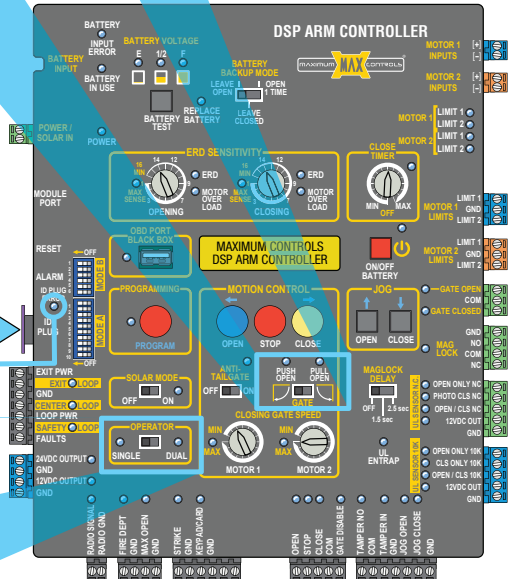 DSP ARM CONTROLLER
MAXIMUM MAX CONTROLS
BATTERY
INPUT
ERROR
BATTERY
INPUT
BATTERY
IN USE
BATTERY VOLTAGE
E 1/2 F
BATTERY
TEST
REPLACE
BATTERY
BATTERY
BACKUP MODE
LEAVE
OPEN
OPEN
1 TIME
LEAVE
CLOSED
MOTOR 1 [+]
INPUTS [-]
MOTOR 2 [+]
INPUTS [-]
MOTOR 1
LIMIT 1
LIMIT 2
MOTOR 2
LIMIT 1
LIMIT 2
POWER /
SOLAR IN
POWER
ERD SENSITIVITY
16
INN
14 12
MAX
SENSE
OPENING
ERD
MOTOR
OVER
LOAD
16
INN
14 12
MAX
SENSE
CLOSING
ERD
MOTOR
OVER
LOAD
CLOSE
TIMER
MIN MAX
OFF
MODULE
PORT
LIMIT 1
GND
LIMIT 2
MOTOR 1
LIMITS
RESET
OFF
MODE B
OBD PORT
BLACK BOX
MAXIMUM CONTROLS
DSP ARM CONTROLLER
ON/OFF
BATTERY
MOTOR 2
LIMITS
LIMIT 1
GND
LIMIT 2
ALARM
ID PLUG
ID
PLUG
MODE A
OFF
PROGRAMMING
PROGRAM
MOTION CONTROL
OPEN STOP CLOSE
JOG
OPEN CLOSE
GATE OPEN
COM
GATE CLOSED
MAG
LOCK
GND
NO
COM
NC
EXIT PWR
EXIT LOOP
GND
CENTER LOOP
LOOP PWR
SAFETY LOOP
FAULTS
SOLAR MODE
OFF ON
ANTI-
TAILGATE
OFF ON
PUSH
OPEN
PULL
OPEN
GATE
MAGLOCK
DELAY
OFF 2.5 sec
1.5 sec
UL SENSOR N.C.
OPEN ONLY NC
PHOTO CLS NC
OPEN / CLS NC
12VDC OUT
GND
OPERATOR
SINGLE DUAL
CLOSING GATE SPEED
MIN
MAX
MOTOR 1
MIN
MAX
MOTOR 2
UL
ENTRAP
UL SENSOR 10K
OPEN ONLY 10K
CLS ONLY 10K
OPEN / CLS 10K
12VDC OUT
GND
24VDC OUTPUT
GND
12VDC OUTPUT
GND
RADIO SIGNAL
RADIO GND
FIRE DEPT
GND
MAX OPEN
GND
STRIKE
GND
KEYPAD/CARD
GND
OPEN
STOP
CLOSE
COM
GATE DISABLE
TAMPER NO
COM
TAMPER IN
GND
JOG OPEN
JOG CLOSE
GND